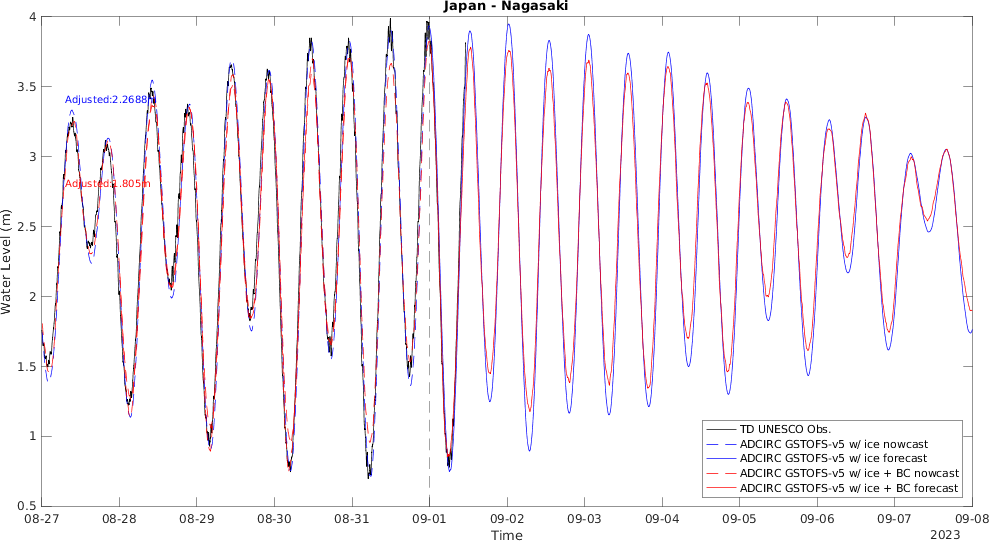 Japan - Nagasaki
4
3.5
3
2.5
2
1.5
1
0.5
Water Level (m)
Adjusted:2.2688m
Adjusted:1.805m
TD UNESCO Obs.
ADCIRC GSTOFS-v5 w/ ice nowcast
ADCIRC GSTOFS-v5 w/ ice forecast
ADCIRC GSTOFS-v5 w/ ice + BC nowcast
ADCIRC GSTOFS-v5 w/ ice + BC forecast
08-27 08-28 08-29 08-30 08-31 09-01 09-02 09-03 09-04 09-05 09-06 09-07 09-08
Time
2023